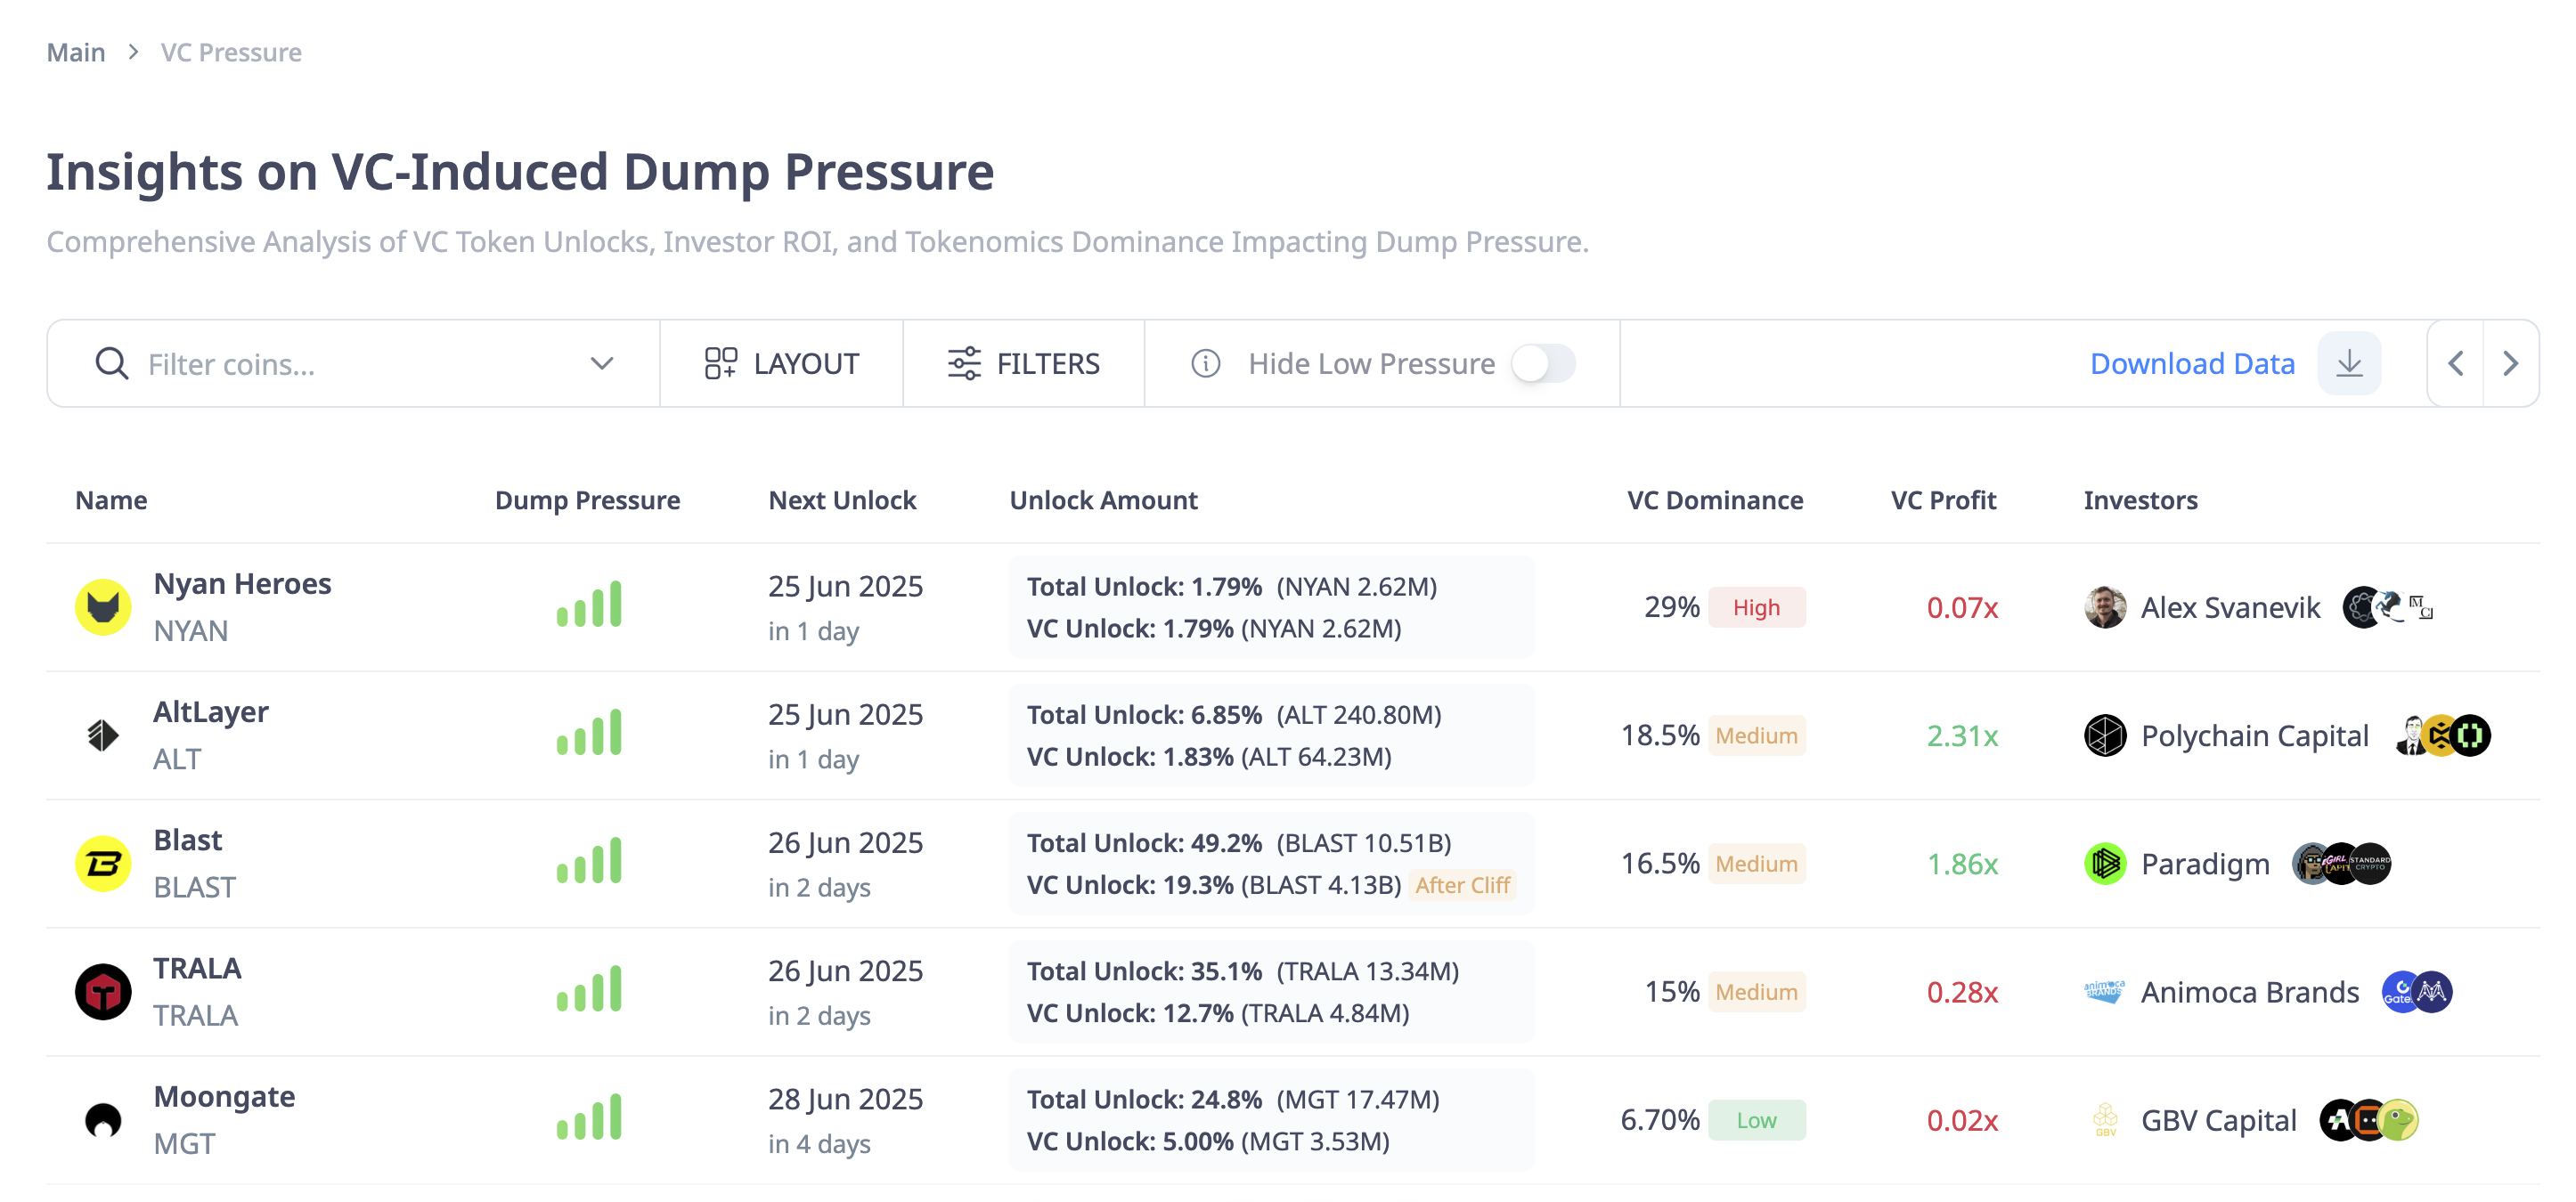 Main > VC Pressure
Insights on VC-Induced Dump Pressure
Comprehensive Analysis of VC Token Unlocks, Investor ROI, and Tokenomics Dominance Impacting Dump Pressure.
Filter coins... LAYOUT FILTERS Hide Low Pressure Download Data
Name Dump Pressure Next Unlock Unlock Amount VC Dominance VC Profit Investors
Nyan Heroes
NYAN
25 Jun 2025
in 1 day
Total Unlock: 1.79% (NYAN 2.62M)
VC Unlock: 1.79% (NYAN 2.62M)
29% High 0.07x Alex Svanevik
AltLayer
ALT
25 Jun 2025
in 1 day
Total Unlock: 6.85% (ALT 240.80M)
VC Unlock: 1.83% (ALT 64.23M)
18.5% Medium 2.31x Polychain Capital
Blast
BLAST
26 Jun 2025
in 2 days
Total Unlock: 49.2% (BLAST 10.51B)
VC Unlock: 19.3% (BLAST 4.13B) After Cliff
16.5% Medium 1.86x Paradigm
STANDARD
CRYPTO
TRALA
TRALA
26 Jun 2025
in 2 days
Total Unlock: 35.1% (TRALA 13.34M)
VC Unlock: 12.7% (TRALA 4.84M)
15% Medium 0.28x Animoca Brands
Moongate
MGT
28 Jun 2025
in 4 days
Total Unlock: 24.8% (MGT 17.47M)
VC Unlock: 5.00% (MGT 3.53M)
6.70% Low 0.02x GBV Capital
GBV